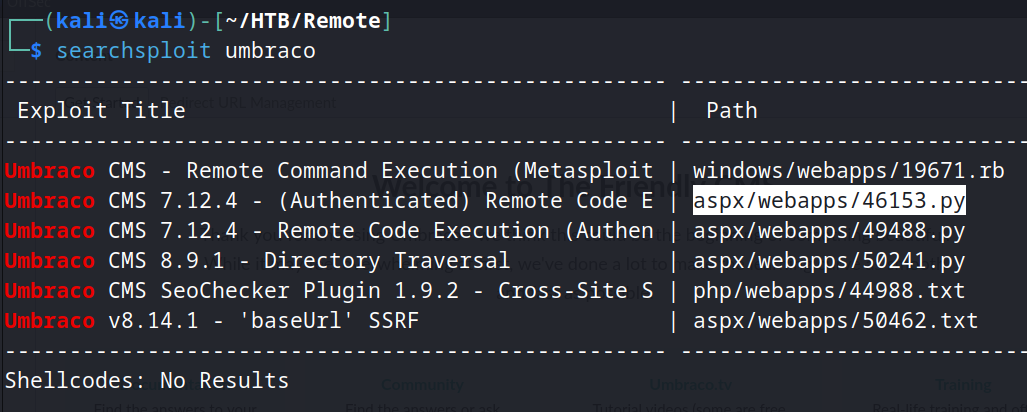 ┌──(kali㉿kali)-[~/HTB/Remote]
└─$ searchsploit umbraco
--------------------------------------------------- ---------------------------
Exploit Title | Path
--------------------------------------------------- ---------------------------
Umbraco CMS - Remote Command Execution (Metasploit | windows/webapps/19671.rb
Umbraco CMS 7.12.4 - (Authenticated) Remote Code E | aspx/webapps/46153.py
Umbraco CMS 7.12.4 - Remote Code Execution (Authen | aspx/webapps/49488.py
Umbraco CMS 8.9.1 - Directory Traversal | aspx/webapps/50241.py
Umbraco CMS SeoChecker Plugin 1.9.2 - Cross-Site S | php/webapps/44988.txt
Umbraco v8.14.1 - 'baseUrl' SSRF | aspx/webapps/50462.txt
--------------------------------------------------- ---------------------------
Shellcodes: No Results
Community Umbraco.tv Training